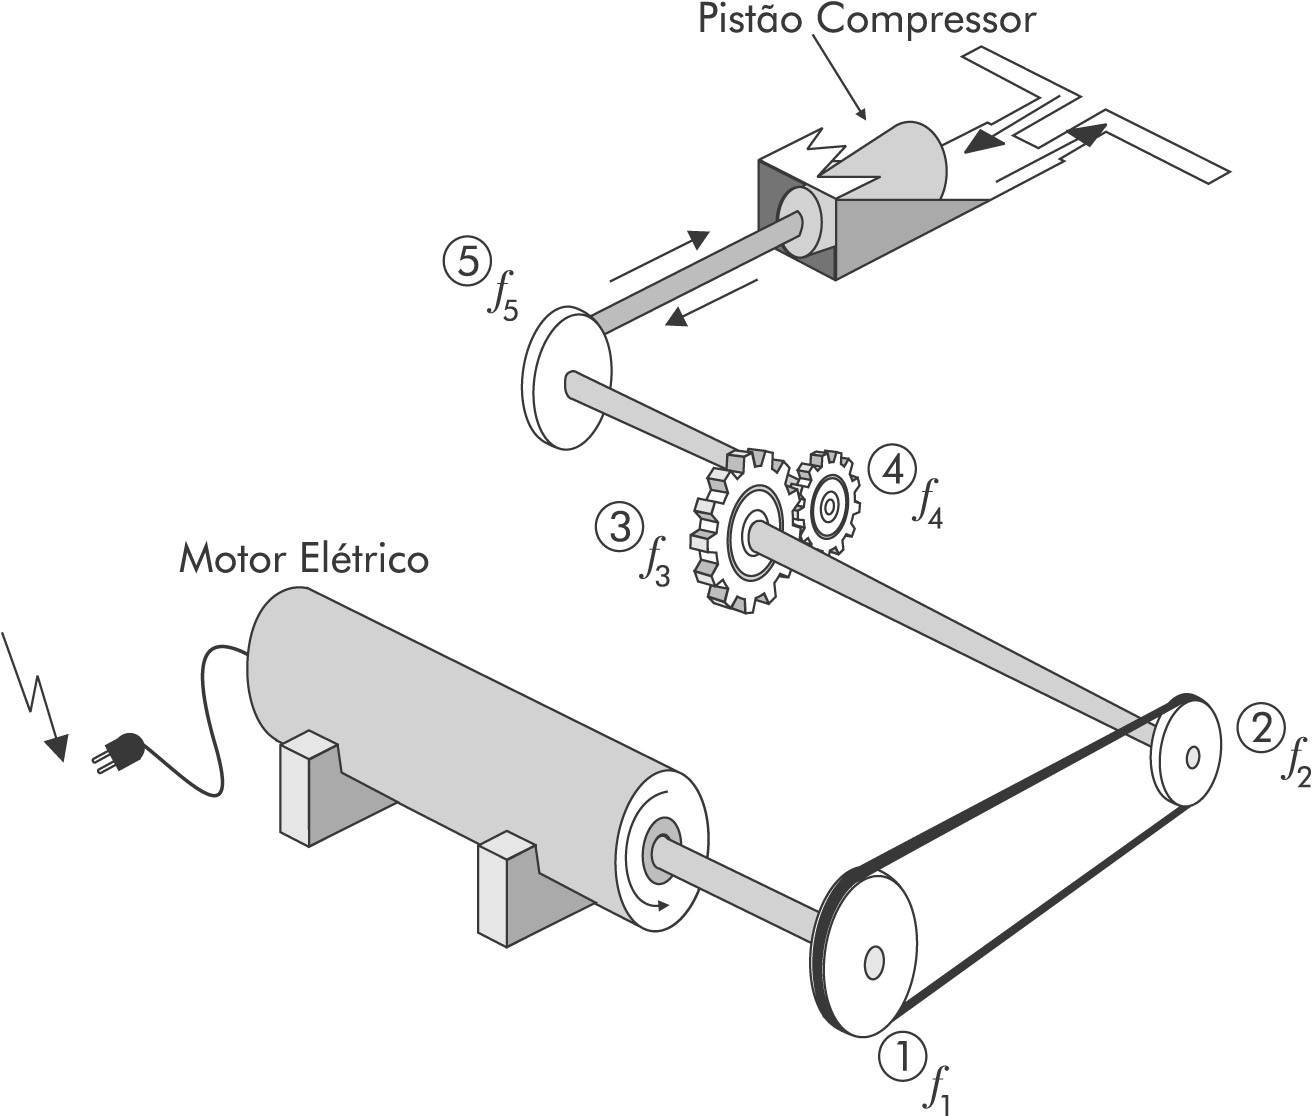 Pistão Compressor
⑤
f5
④
f4
③
f3
Motor Elétrico
②
f2
①
f1